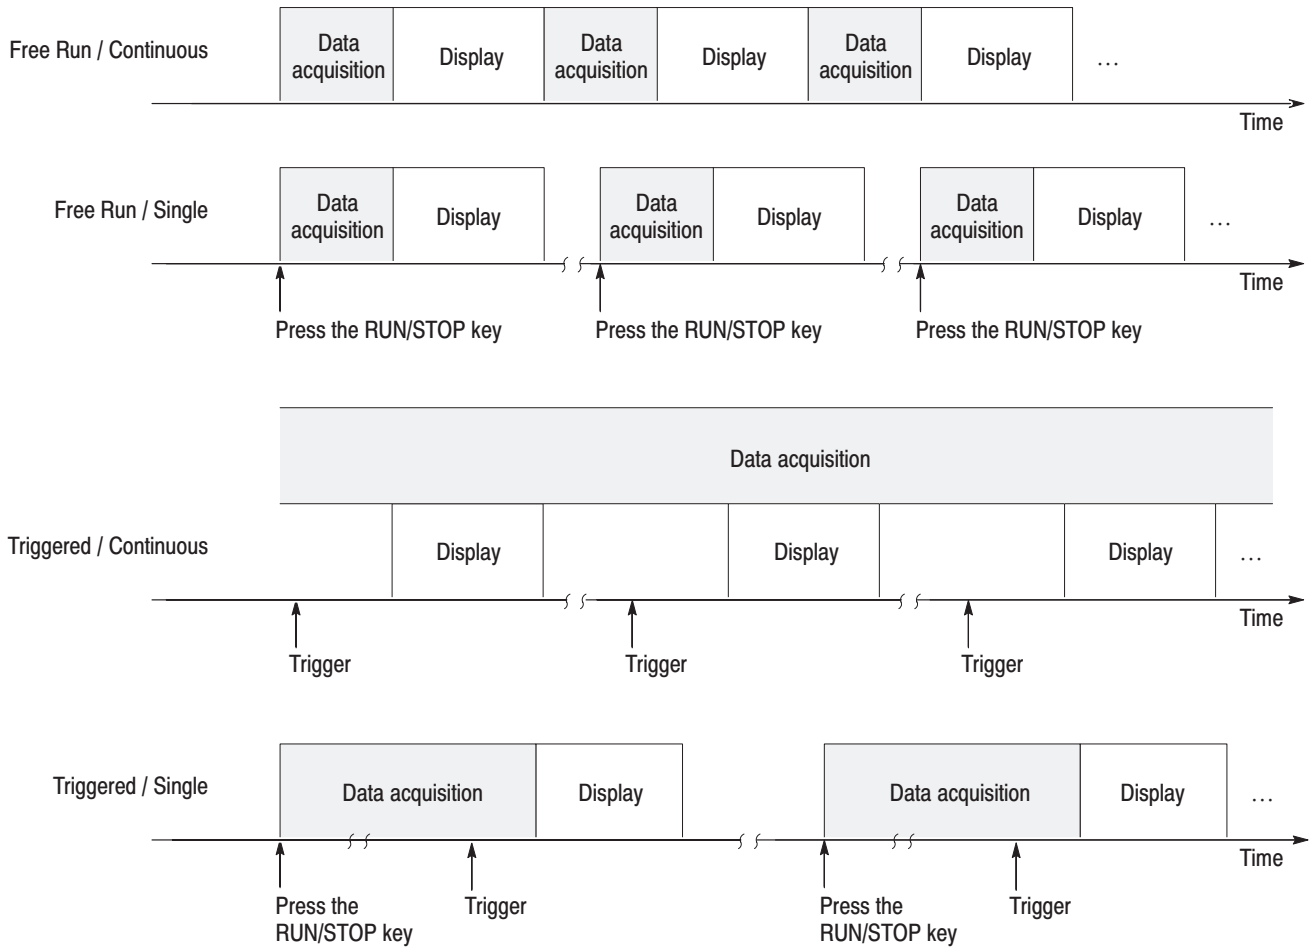 Free Run / Continuous
Data
acquisition
Display
Data
acquisition
Display
Data
acquisition
Display
...
Time
Free Run / Single
Data
acquisition
Display
Data
acquisition
Display
Data
acquisition
Display
...
Time
Press the RUN/STOP key
Press the RUN/STOP key
Press the RUN/STOP key
Data acquisition
Triggered / Continuous
Display
Display
Display
...
Time
Trigger
Trigger
Trigger
Triggered / Single
Data acquisition
Display
Data acquisition
Display
...
Time
Press the
RUN/STOP key
Trigger
Press the
RUN/STOP key
Trigger